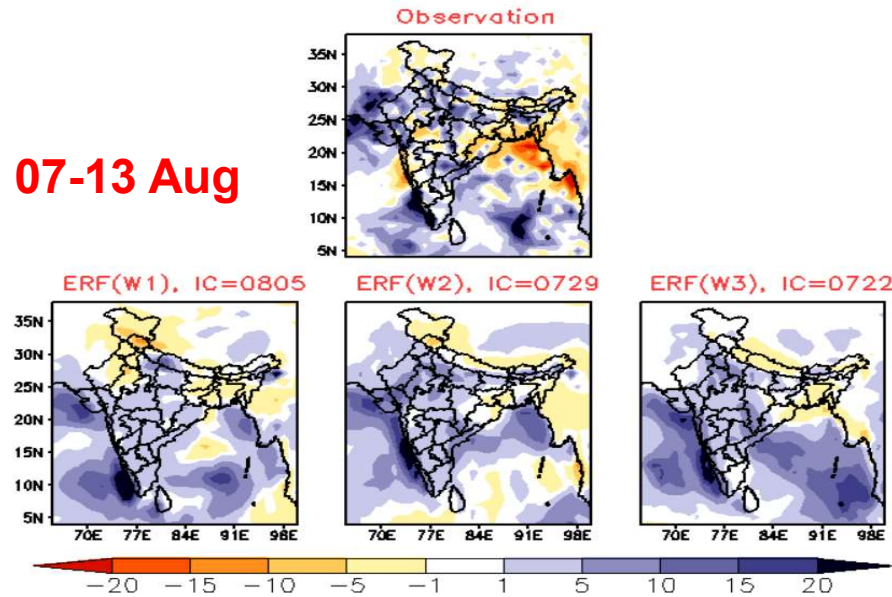 Observation
35N
30N
25N
20N
15N
10N
5N
07-13 Aug
ERF(W1), IC=0805
ERF(W2), IC=0729
ERF(W3), IC=0722
35N
30N
25N
20N
15N
10N
5N
70E 77E 84E 91E 98E
70E 77E 84E 91E 98E
70E 77E 84E 91E 98E
−20 −15 −10 −5 −1 1 5 10 15 20